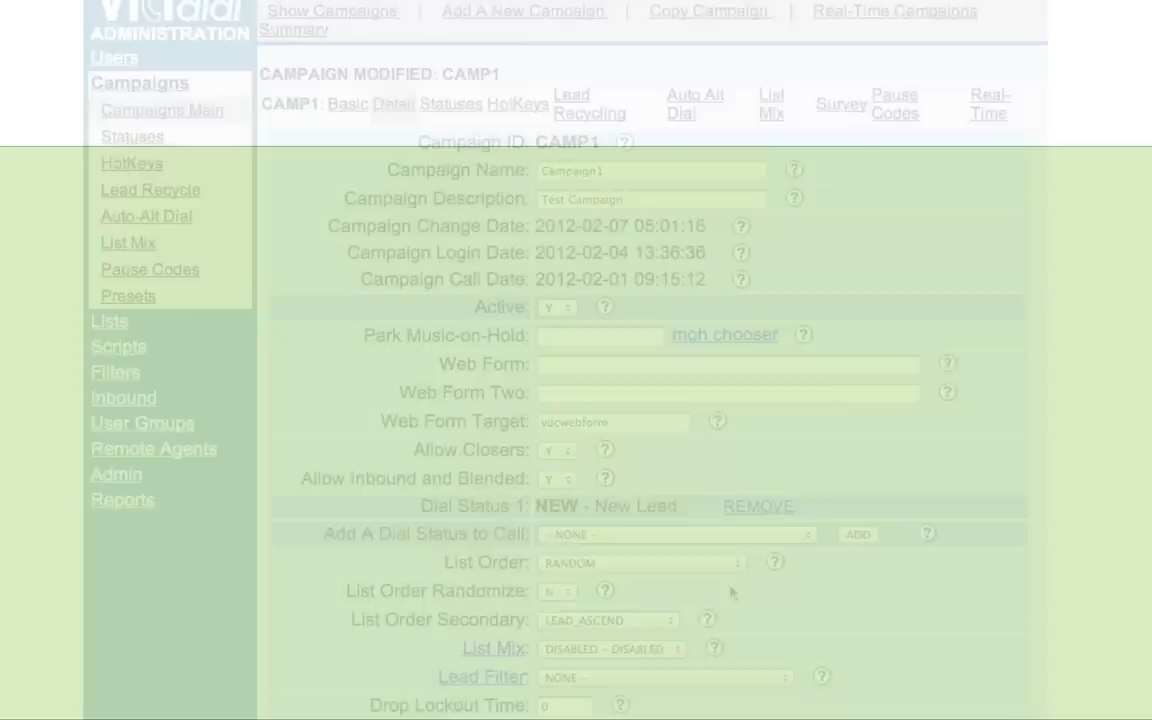 VICIdial
ADMINISTRATION
Show Campaigns | Add A New Campaign | Copy Campaign | Real-Time Campaigns
Summary
Users
Campaigns
Campaigns Main
Statuses
HotKeys
Lead Recycle
Auto-Alt Dial
List Mix
Pause Codes
Presets
Lists
Scripts
Filters
Inbound
User Groups
Remote Agents
Admin
Reports
CAMPAIGN MODIFIED: CAMP1
CAMP1: Basic Detail Statuses HotKeys Lead Recycling Auto Alt Dial List Mix Survey Pause Codes Real-Time
Campaign ID: CAMP1 ?
Campaign Name: Campaign1 ?
Campaign Description: Test Campaign ?
Campaign Change Date: 2012-02-07 05:01:16 ?
Campaign Login Date: 2012-02-04 13:36:36 ?
Campaign Call Date: 2012-02-01 09:15:12 ?
Active: Y ?
Park Music-on-Hold: moh chooser ?
Web Form: ?
Web Form Two: ?
Web Form Target: vdcwebform ?
Allow Closers: Y ?
Allow Inbound and Blended: Y ?
Dial Status 1: NEW - New Lead REMOVE
Add A Dial Status to Call: - NONE - ADD ?
List Order: RANDOM ?
List Order Randomize: N ?
List Order Secondary: LEAD_ASCEND ?
List Mix: DISABLED - DISABLED ?
Lead Filter: NONE - ?
Drop Lockout Time: 0 ?